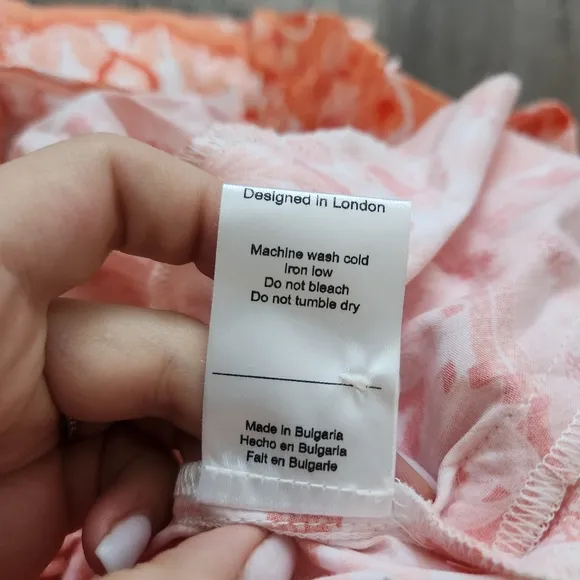 Designed in London
Machine wash cold
Iron low
Do not bleach
Do not tumble dry
Made in Bulgaria
Hecho en Bulgaria
Fait en Bulgarie